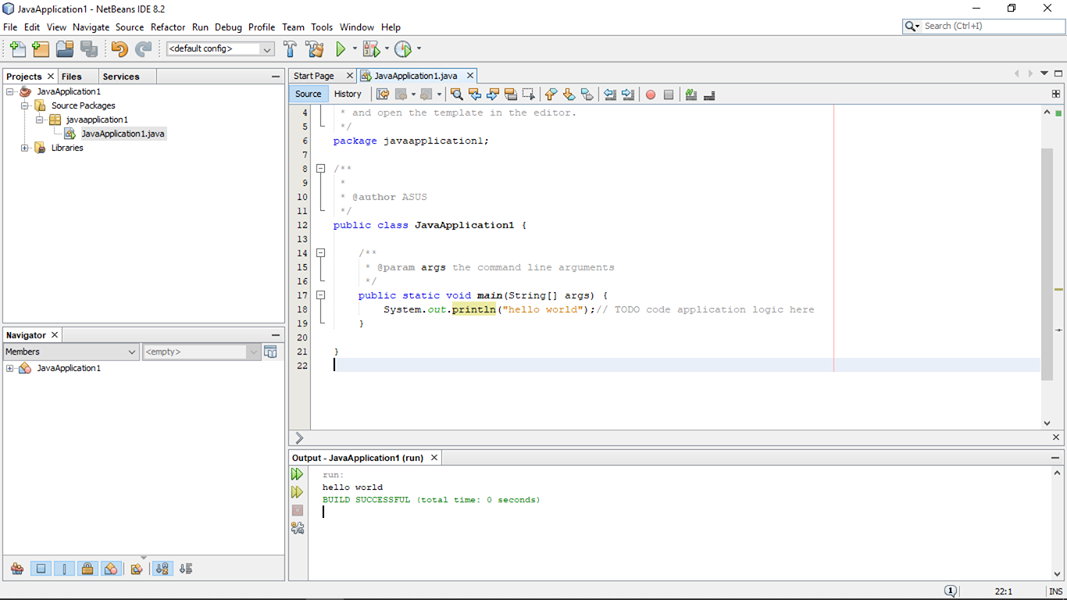 JavaApplication1 - NetBeans IDE 8.2
File Edit View Navigate Source Refactor Run Debug Profile Team Tools Window Help
Search (Ctrl+I)
<default config>
Projects Files Services
JavaApplication1
Source Packages
javaapplication1
JavaApplication1.java
Libraries
Navigator
Members <empty>
JavaApplication1
Start Page JavaApplication1.java
Source History
4 * and open the template in the editor.
5 */
6 package javaapplication1;
7
8 /**
9 *
10 * @author ASUS
11 */
12 public class JavaApplication1 {
13
14 /**
15 * @param args the command line arguments
16 */
17 public static void main(String[] args) {
18 System.out.println("hello world");// TODO code application logic here
19 }
20
21 }
22
Output - JavaApplication1 (run)
run:
hello world
BUILD SUCCESSFUL (total time: 0 seconds)
1 22:1 INS